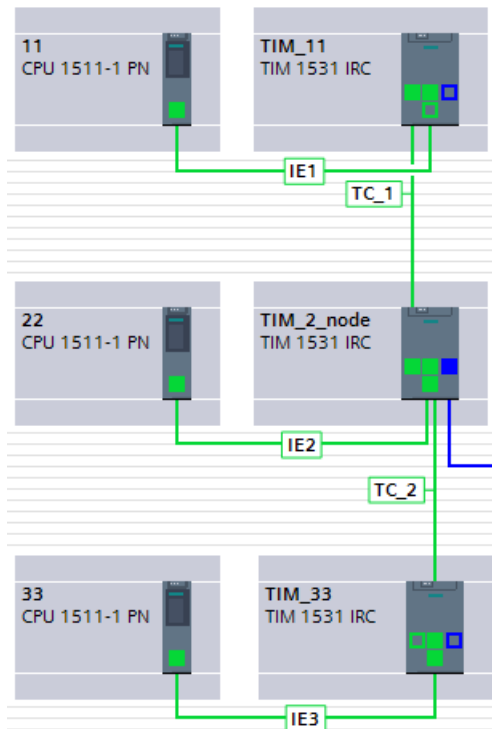 11
CPU 1511-1 PN
TIM_11
TIM 1531 IRC
IE1
TC_1
22
CPU 1511-1 PN
TIM_2_node
TIM 1531 IRC
IE2
TC_2
33
CPU 1511-1 PN
TIM_33
TIM 1531 IRC
IE3